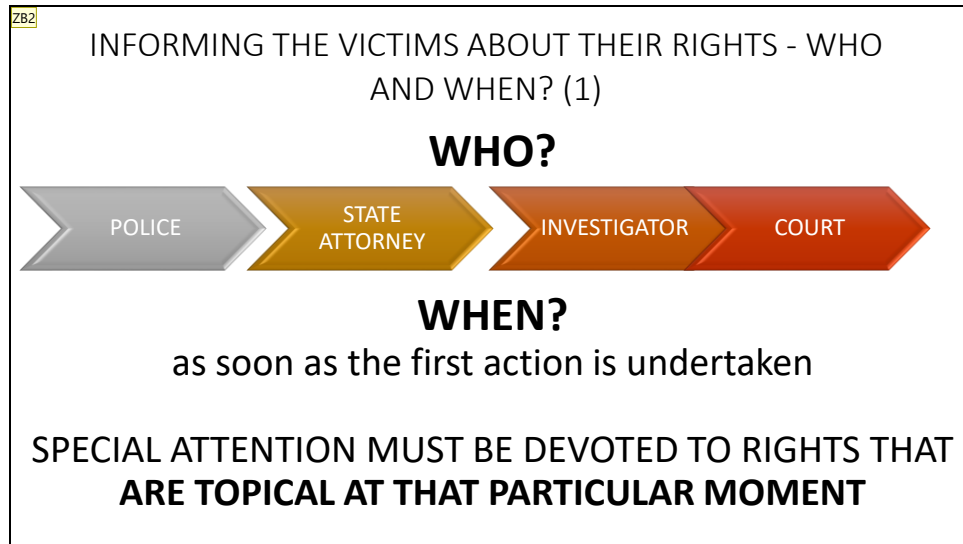 ZB2
INFORMING THE VICTIMS ABOUT THEIR RIGHTS - WHO
AND WHEN? (1)
WHO?
POLICE
STATE
ATTORNEY
INVESTIGATOR
COURT
WHEN?
as soon as the first action is undertaken
SPECIAL ATTENTION MUST BE DEVOTED TO RIGHTS THAT
ARE TOPICAL AT THAT PARTICULAR MOMENT